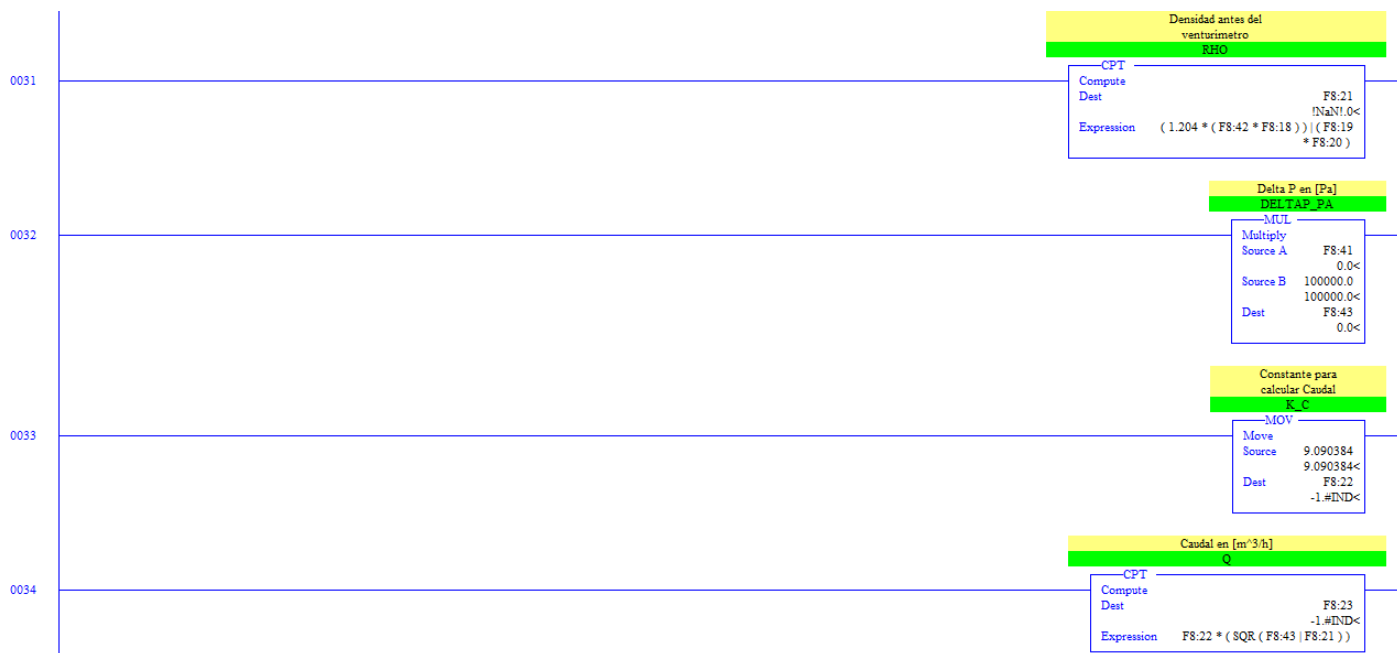 Densidad antes del
venturimetro
RHO
0031
CPT
Compute
Dest F8:21
!NaN!.0<
Expression ( 1.204 * ( F8:42 * F8:18 ) ) | ( F8:19
* F8:20 )
Delta P en [Pa]
DELTAP_PA
0032
MUL
Multiply
Source A F8:41
0.0<
Source B 100000.0
100000.0<
Dest F8:43
0.0<
Constante para
calcular Caudal
K_C
0033
MOV
Move
Source 9.090384
9.090384<
Dest F8:22
-1.#IND<
Caudal en [m^3/h]
Q
0034
CPT
Compute
Dest F8:23
-1.#IND<
Expression F8:22 * ( SQR ( F8:43 | F8:21 ) )